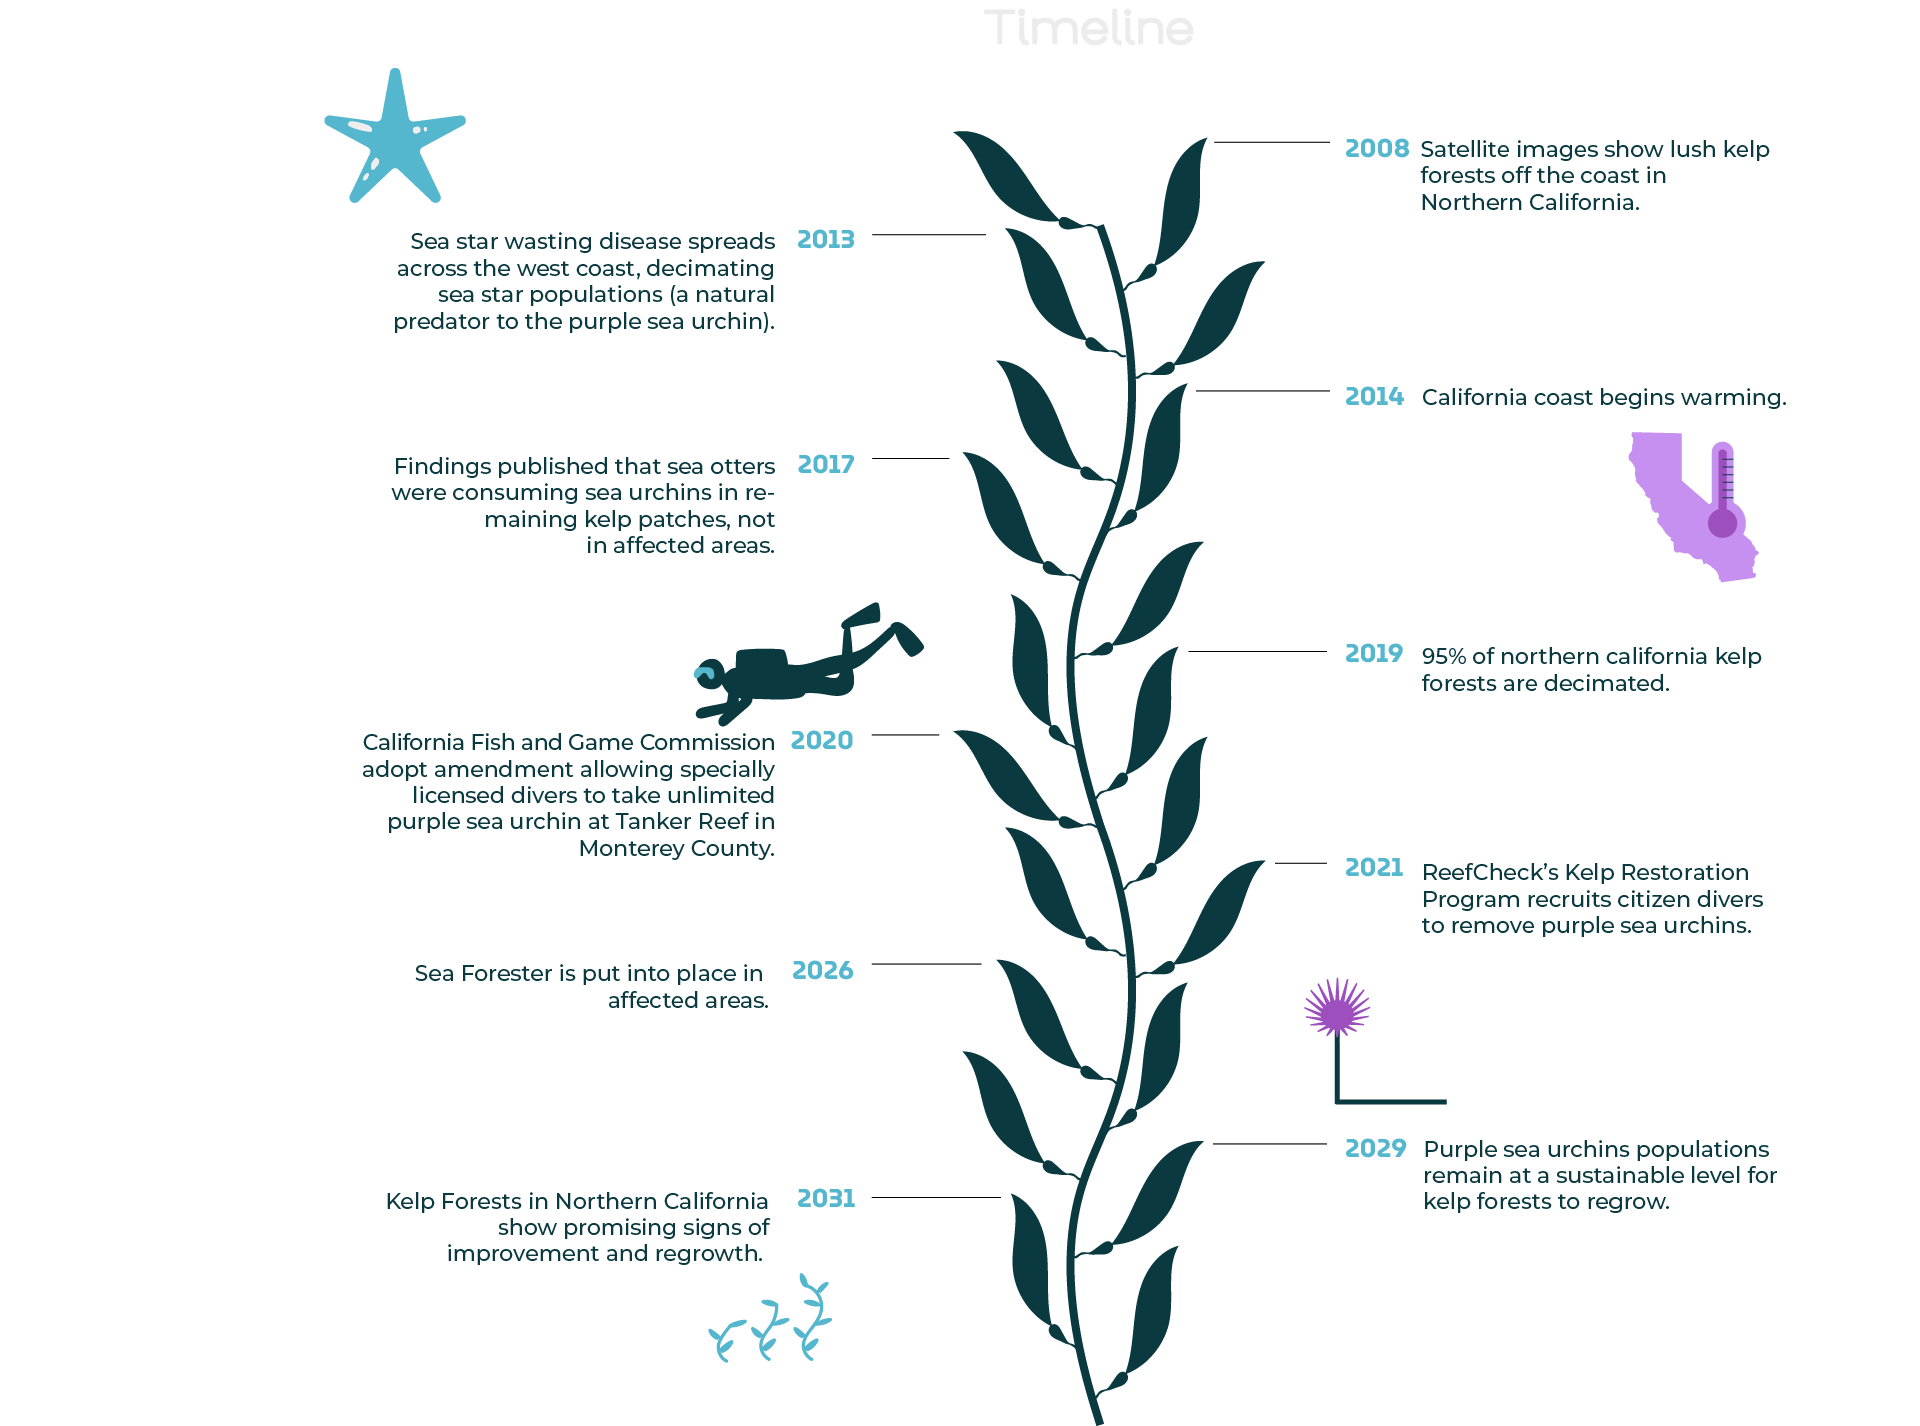 Timeline
2008 Satellite images show lush kelp
forests off the coast in
Northern California.
2013
Sea star wasting disease spreads
across the west coast, decimating
sea star populations (a natural
predator to the purple sea urchin).
2014 California coast begins warming.
2017
Findings published that sea otters
were consuming sea urchins in re-
maining kelp patches, not
in affected areas.
2019 95% of northern california kelp
forests are decimated.
2020
California Fish and Game Commission
adopt amendment allowing specially
licensed divers to take unlimited
purple sea urchin at Tanker Reef in
Monterey County.
2021 ReefCheck’s Kelp Restoration
Program recruits citizen divers
to remove purple sea urchins.
2026
Sea Forester is put into place in
affected areas.
2029 Purple sea urchins populations
remain at a sustainable level for
kelp forests to regrow.
2031
Kelp Forests in Northern California
show promising signs of
improvement and regrowth.